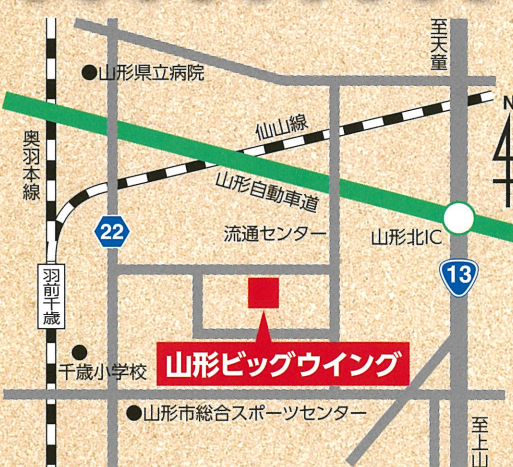 至天童
●山形県立病院
N
仙山線
奥羽本線
山形自動車道
22
流通センター
山形北IC
13
羽前千歳
千歳小学校
山形ビッグウイング
●山形市総合スポーツセンター
至上山